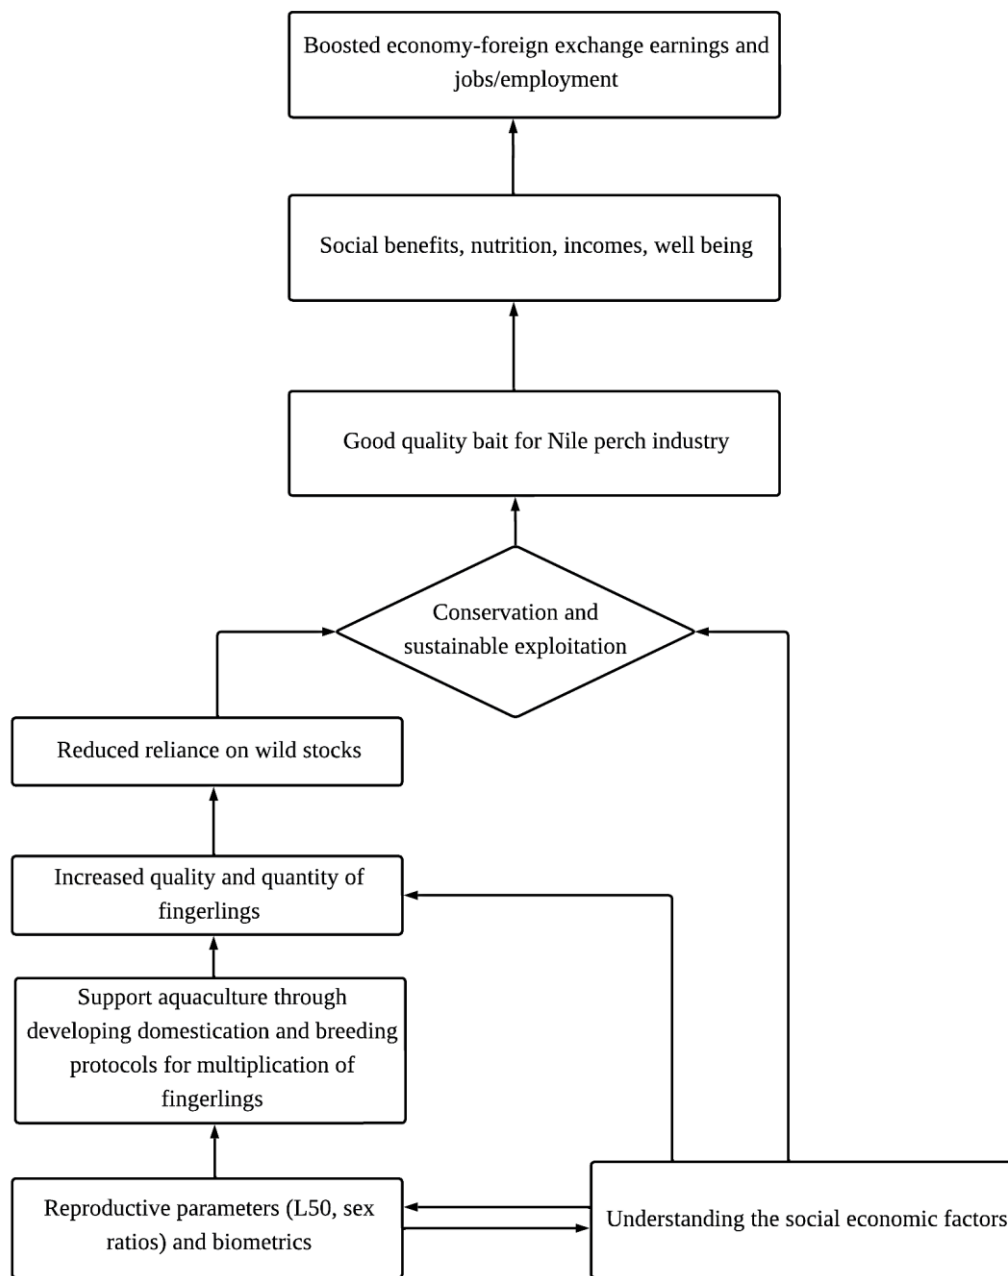 Boosted economy-foreign exchange earnings and
jobs/employment
Social benefits, nutrition, incomes, well being
Good quality bait for Nile perch industry
Conservation and
sustainable exploitation
Reduced reliance on wild stocks
Increased quality and quantity of
fingerlings
Support aquaculture through
developing domestication and breeding
protocols for multiplication of
fingerlings
Reproductive parameters (L50, sex
ratios) and biometrics
Understanding the social economic factors